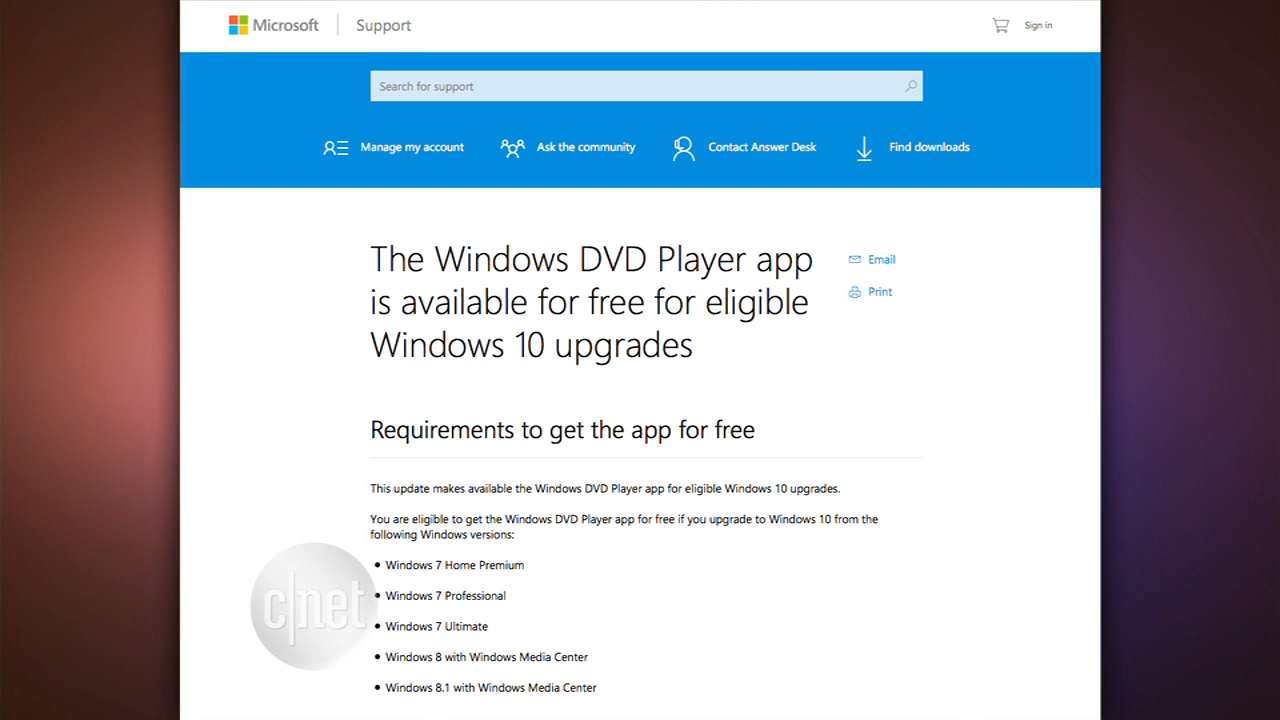 Microsoft Support Sign in
Search for support
Manage my account Ask the community Contact Answer Desk Find downloads
The Windows DVD Player app
is available for free for eligible
Windows 10 upgrades
Email
Print
Requirements to get the app for free
This update makes available the Windows DVD Player app for eligible Windows 10 upgrades.
You are eligible to get the Windows DVD Player app for free if you upgrade to Windows 10 from the
following Windows versions:
• Windows 7 Home Premium
• Windows 7 Professional
• Windows 7 Ultimate
• Windows 8 with Windows Media Center
• Windows 8.1 with Windows Media Center
c|net